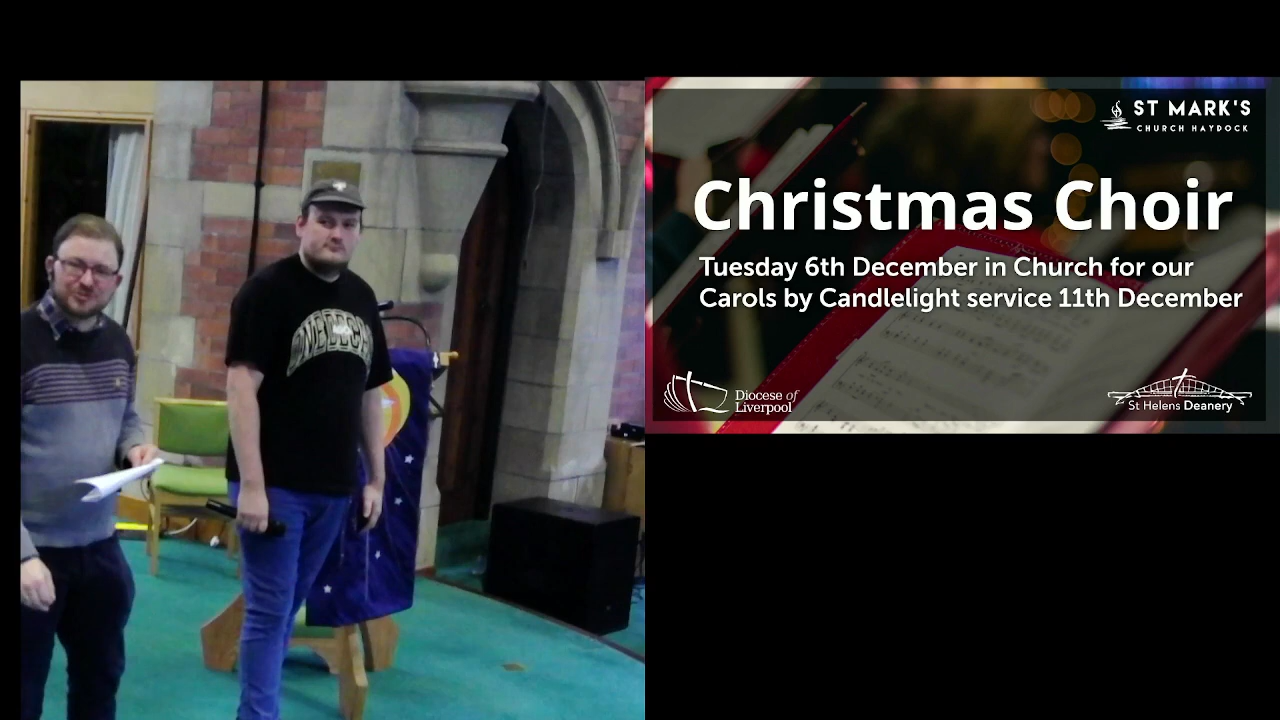 ST MARK'S
CHURCH HAYDOCK
Christmas Choir
Tuesday 6th December in Church for our
Carols by Candlelight service 11th December
Diocese of
Liverpool
St Helens Deanery